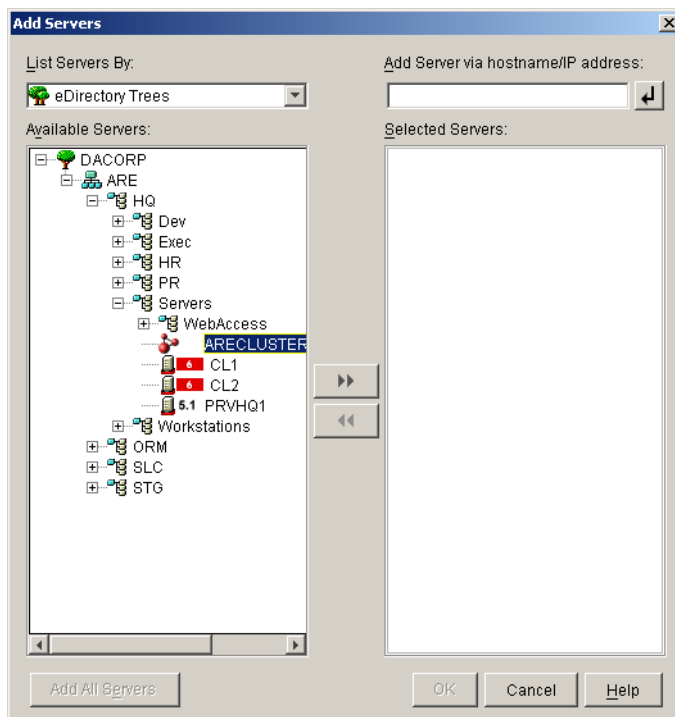 Add Servers
List Servers By:
Add Server via hostname/IP address:
eDirectory Trees
Available Servers:
Selected Servers:
DACORP
ARE
HQ
Dev
Exec
HR
PR
Servers
WebAccess
ARECLUSTER
6 CL1
6 CL2
5.1 PRVHQ1
Workstations
ORM
SLC
STG
Add All Servers
OK
Cancel
Help